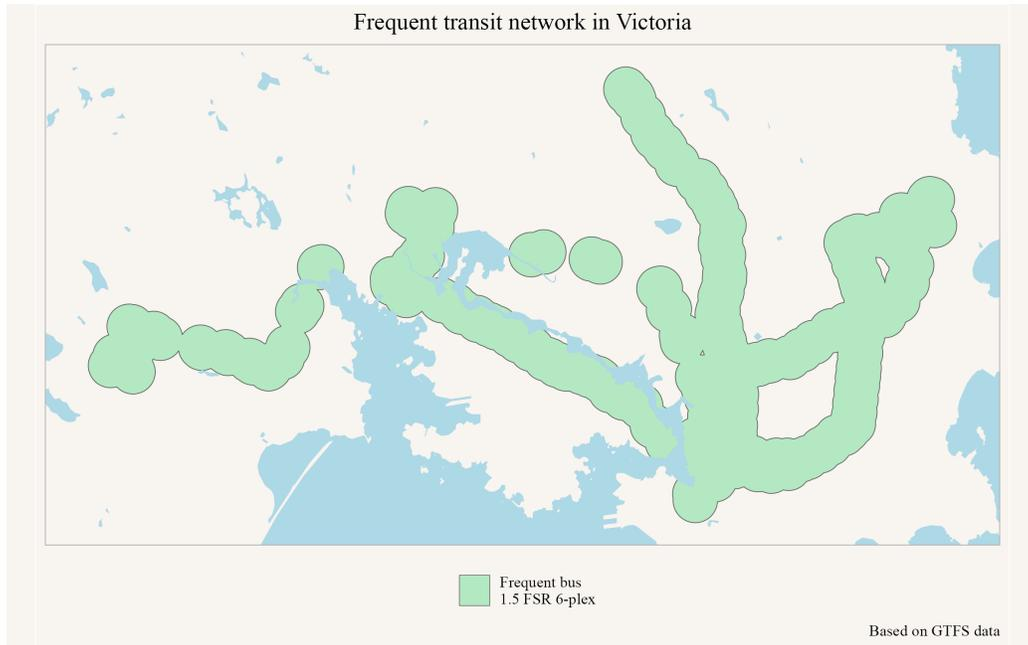 Frequent transit network in Victoria
Frequent bus
1.5 FSR 6-plex
Based on GTFS data